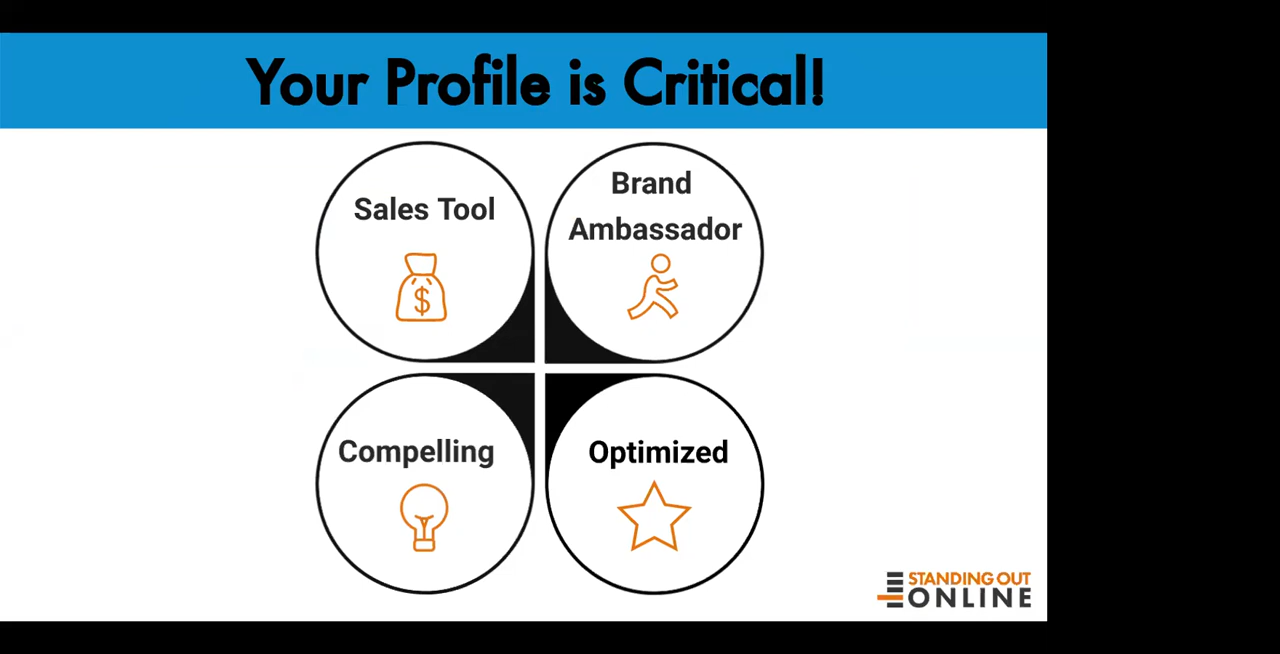 Your Profile is Critical!
Sales Tool
$
Brand
Ambassador
Compelling
Optimized
STANDING OUT
ONLINE